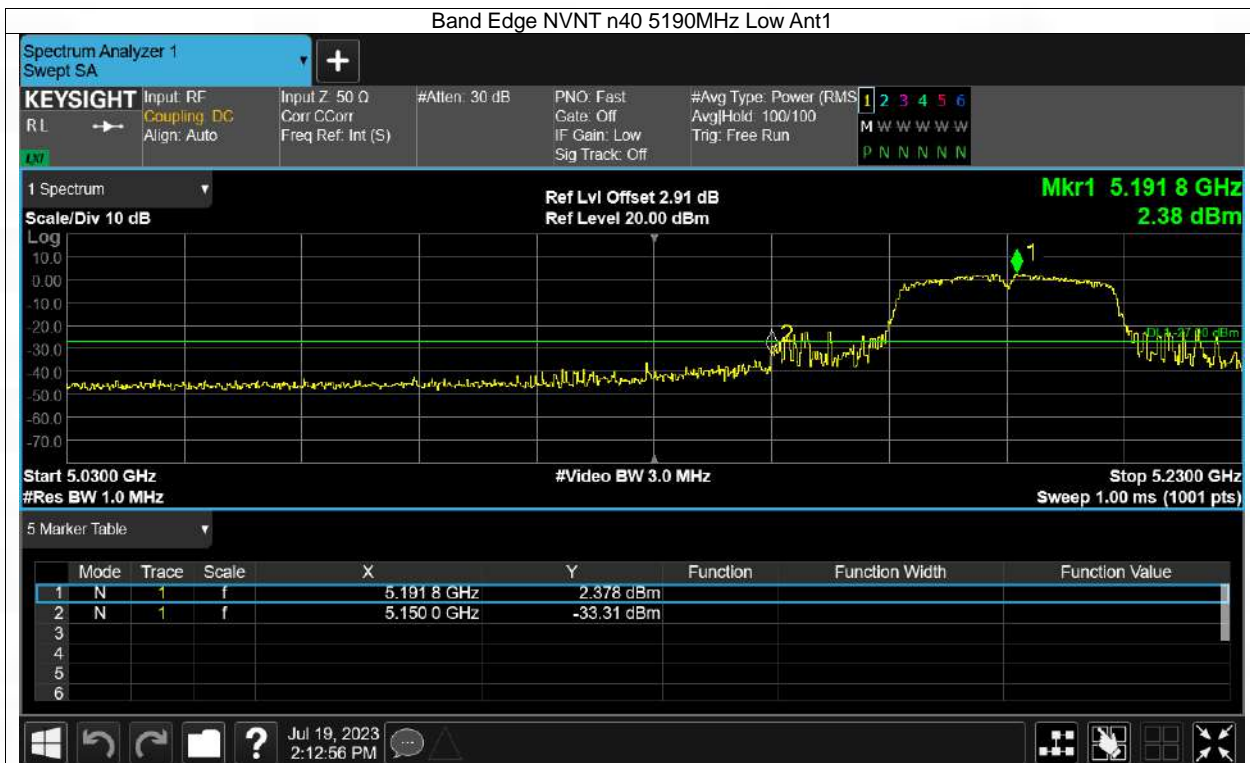 Band Edge NVNT n40 5190MHz Low Ant1
Spectrum Analyzer 1
Swept SA
+
KEYSIGHT
RL
LXI
Input: RF
Coupling: DC
Align: Auto
Input Z: 50 Ω
Corr CCorr
Freq Ref: Int (S)
#Atten: 30 dB
PNO: Fast
Gate: Off
IF Gain: Low
Sig Track: Off
#Avg Type: Power (RMS
Avg|Hold: 100/100
Trig: Free Run
1 2 3 4 5 6
M W W W W W
P N N N N N
1 Spectrum
Scale/Div 10 dB
Ref Lvl Offset 2.91 dB
Ref Level 20.00 dBm
Mkr1 5.191 8 GHz
2.38 dBm
Log
10.0
0.00
-10.0
-20.0
-30.0
-40.0
-50.0
-60.0
-70.0
1
2
DL1 -27.00 dBm
Start 5.0300 GHz
#Res BW 1.0 MHz
#Video BW 3.0 MHz
Stop 5.2300 GHz
Sweep 1.00 ms (1001 pts)
5 Marker Table
Mode Trace Scale X Y Function Function Width Function Value
1 N 1 f 5.191 8 GHz 2.378 dBm
2 N 1 f 5.150 0 GHz -33.31 dBm
3
4
5
6
?
Jul 19, 2023
2:12:56 PM